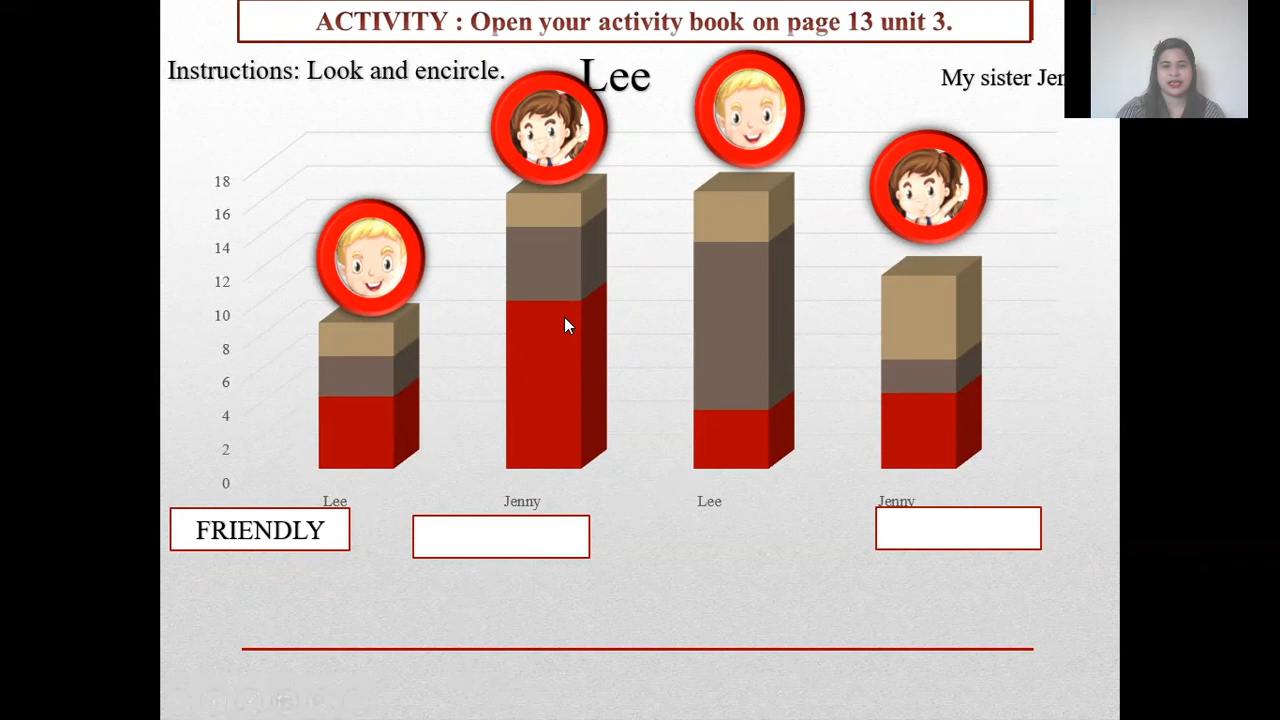 ACTIVITY : Open your activity book on page 13 unit 3.
Instructions: Look and encircle.
Lee
My sister Jen
18
16
14
12
10
8
6
4
2
0
Lee
Jenny
Lee
Jenny
FRIENDLY